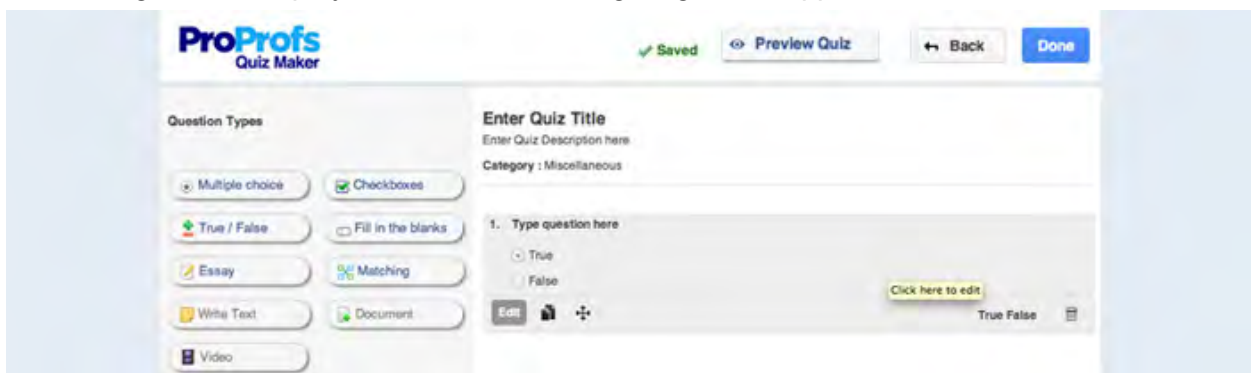 ProProfs
Quiz Maker
Saved
Preview Quiz
Back
Done
Question Types
Multiple choice
Checkboxes
True / False
Fill in the blanks
Essay
Matching
Write Text
Document
Video
Enter Quiz Title
Enter Quiz Description here
Category : Miscellaneous
1. Type question here
True
False
Click here to edit
Edit
True False